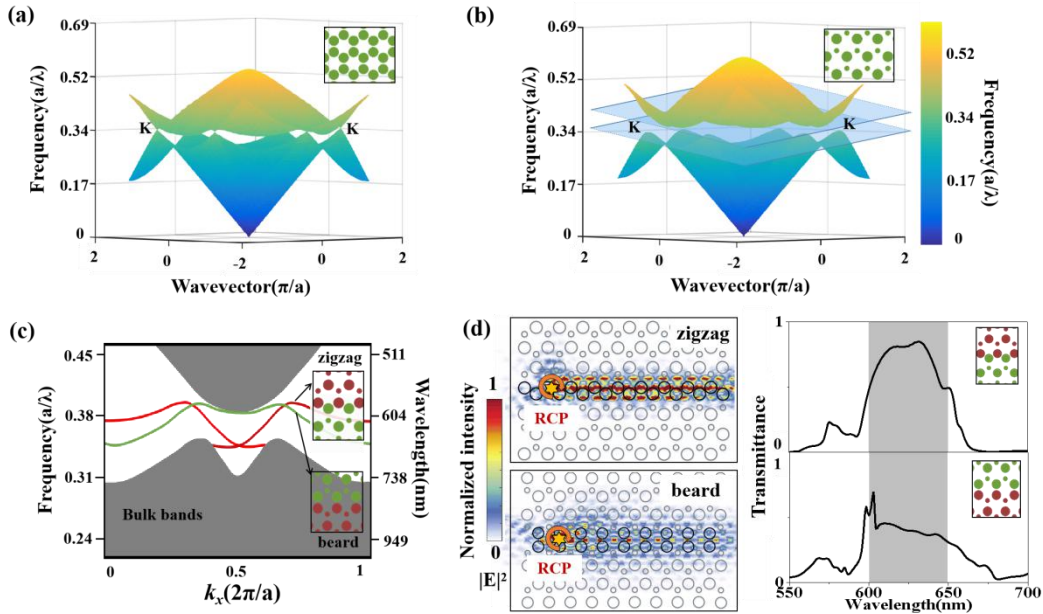 (a)
0.69
0.52
0.34
0.17
0
Frequency(a/λ)
K
K
2
0
-2
0
2
Wavevector(π/a)
(b)
0.69
0.52
0.34
0.17
0
Frequency(a/λ)
K
K
2
0
-2
0
2
Wavevector(π/a)
0.52
0.34
0.17
0
Frequency(a/λ)
(c)
0.45
0.38
0.31
0.24
Frequency(a/λ)
zigzag
beard
Bulk bands
511
604
738
949
Wavelength(nm)
0
0.5
1
kx(2π/a)
(d)
zigzag
RCP
beard
RCP
Normalized intensity
1
0
|E|²
1
0
1
0
Transmittance
550
600
650
700
Wavelength(nm)